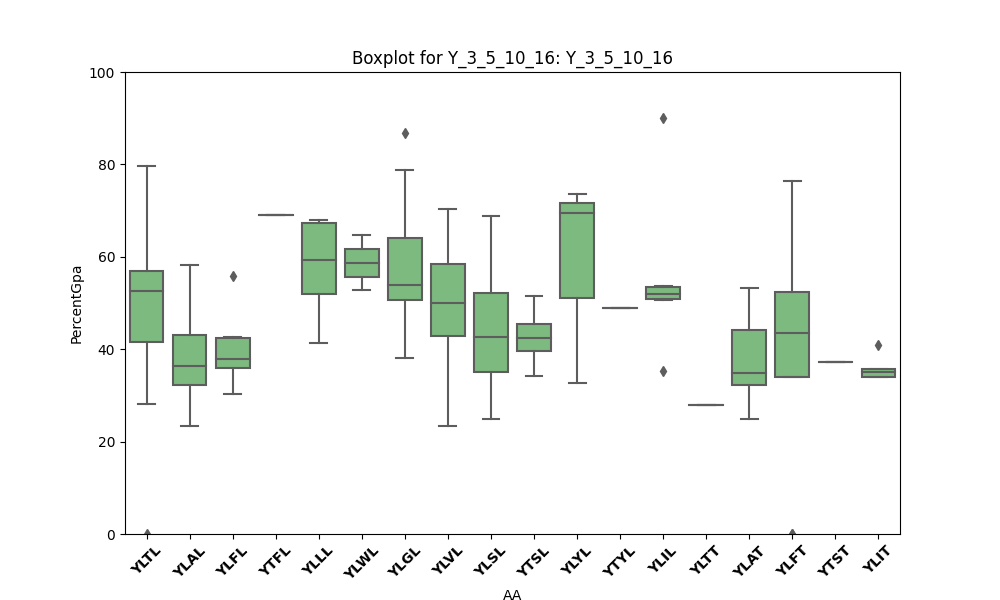 Boxplot for Y_3_5_10_16: Y_3_5_10_16
100
80
60
40
20
0
PercentGpa
YLTL YLAL YLFL YTFL YLLL YLWL YLGL YLVL YLSL YTSL YLYL YTYL YLIL YLTT YLAT YLFT YTST YLIT
AA